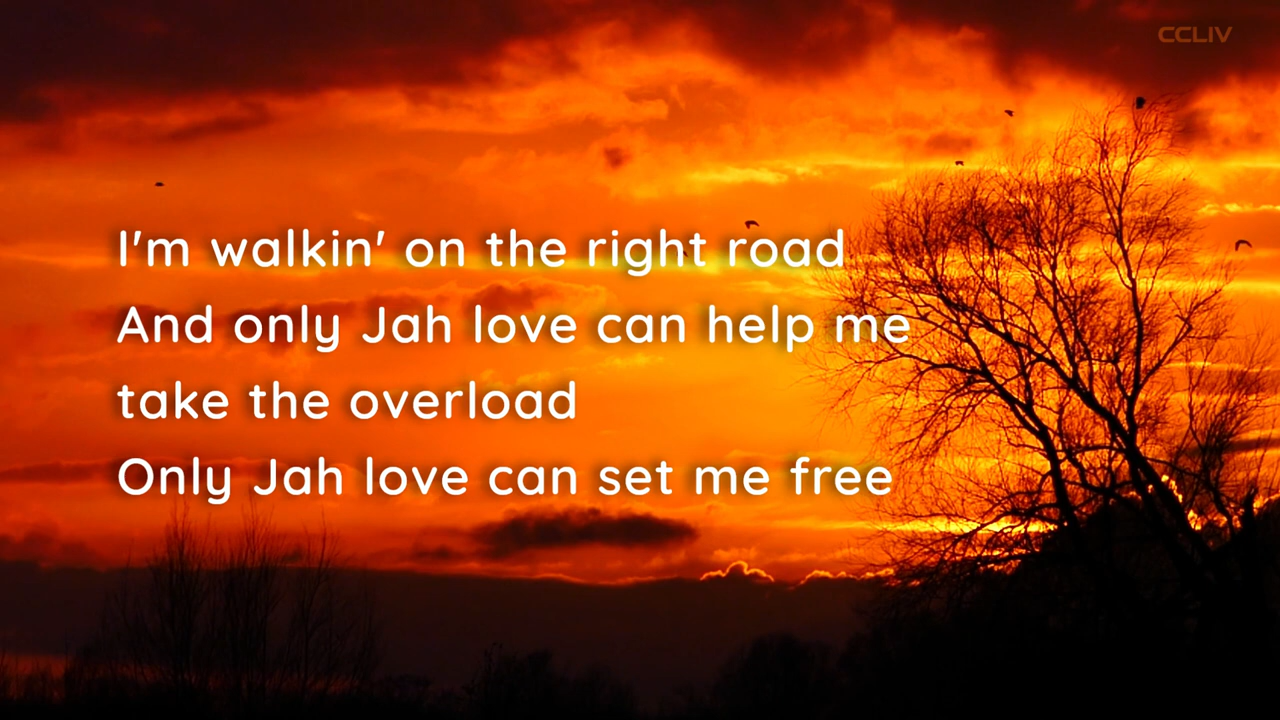 CCLIV
I'm walkin' on the right road
And only Jah love can help me
take the overload
Only Jah love can set me free